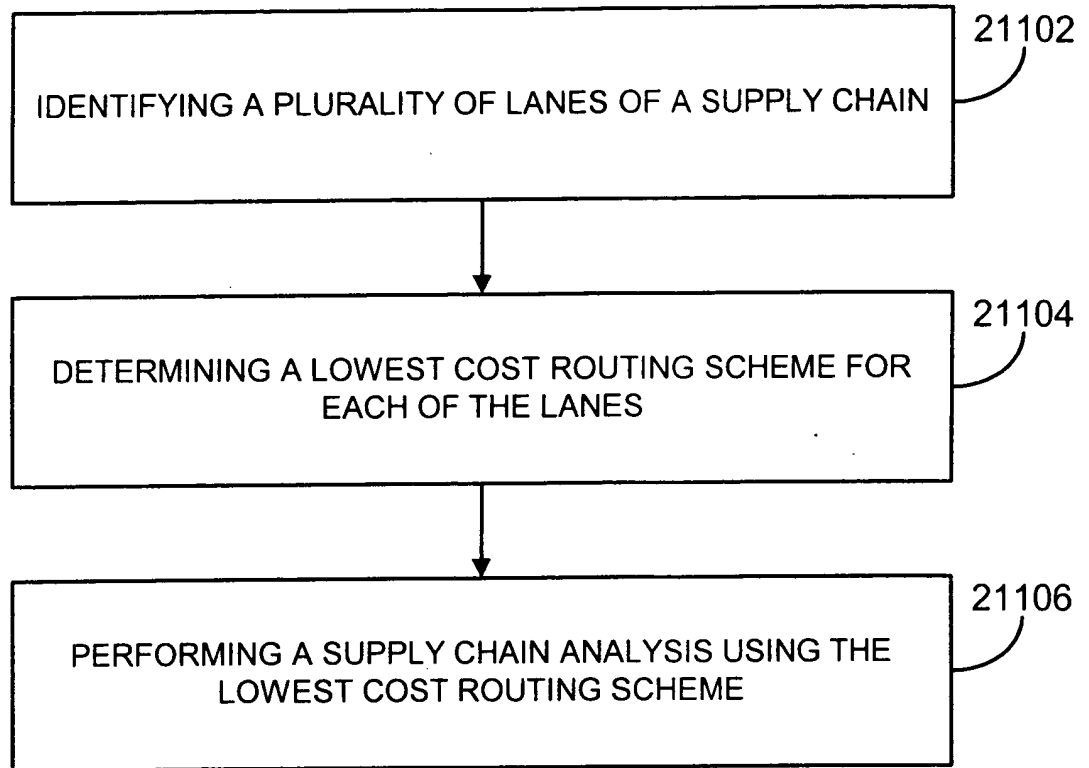 21102
IDENTIFYING A PLURALITY OF LANES OF A SUPPLY CHAIN
21104
DETERMINING A LOWEST COST ROUTING SCHEME FOR
EACH OF THE LANES
21106
PERFORMING A SUPPLY CHAIN ANALYSIS USING THE
LOWEST COST ROUTING SCHEME